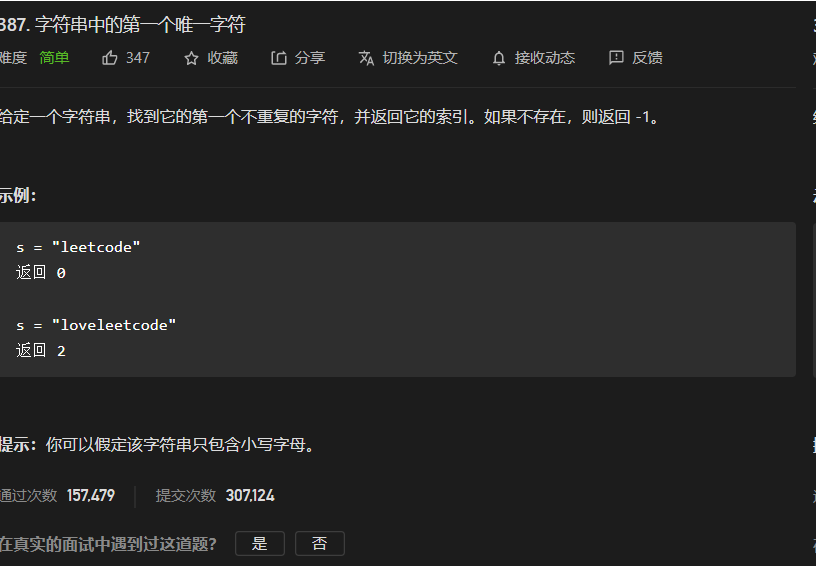 387. 字符串中的第一个唯一字符
难度 简单 347 收藏 分享 切换为英文 接收动态 反馈
给定一个字符串，找到它的第一个不重复的字符，并返回它的索引。如果不存在，则返回 -1。
示例：
s = "leetcode"
返回 0
s = "loveleetcode"
返回 2
提示：你可以假定该字符串只包含小写字母。
通过次数 157,479 提交次数 307,124
在真实的面试中遇到过这道题？ 是 否